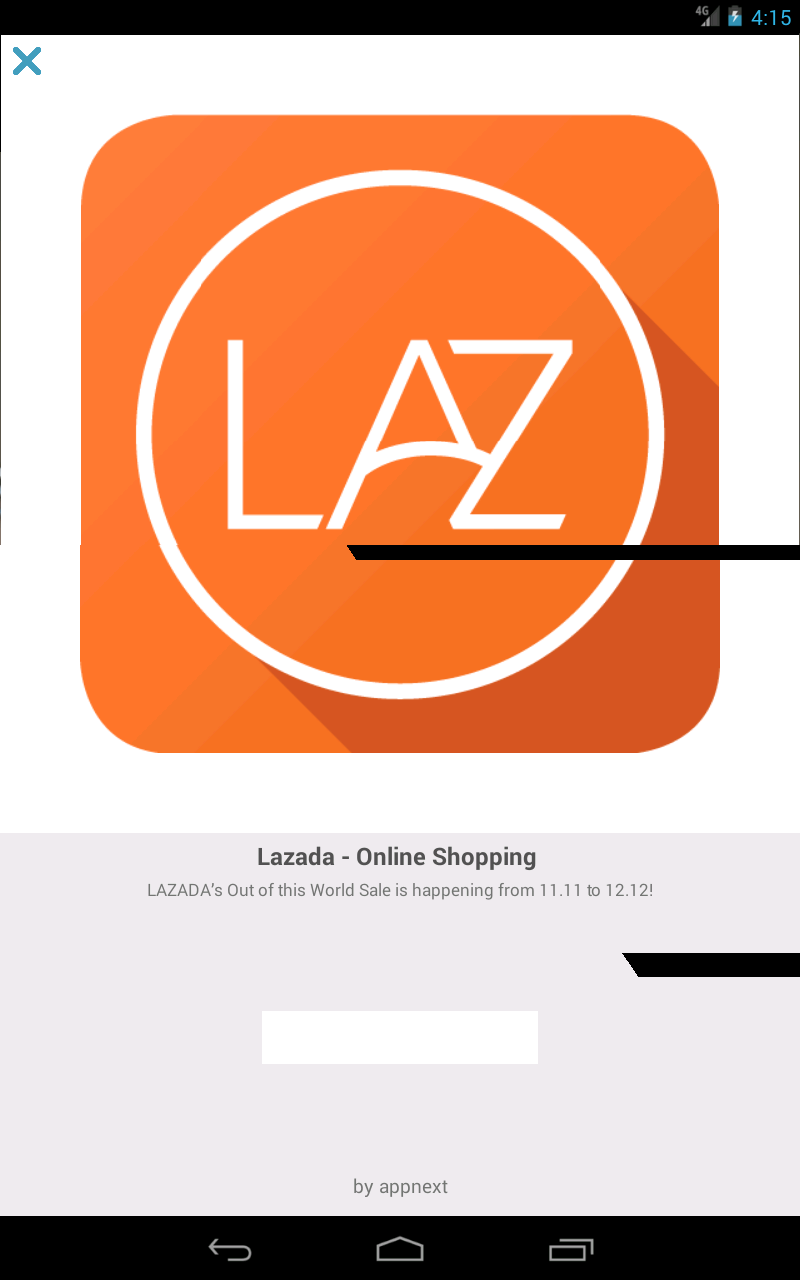 4G 4:15
LAZ
Lazada - Online Shopping
LAZADA’s Out of this World Sale is happening from 11.11 to 12.12!
by appnext